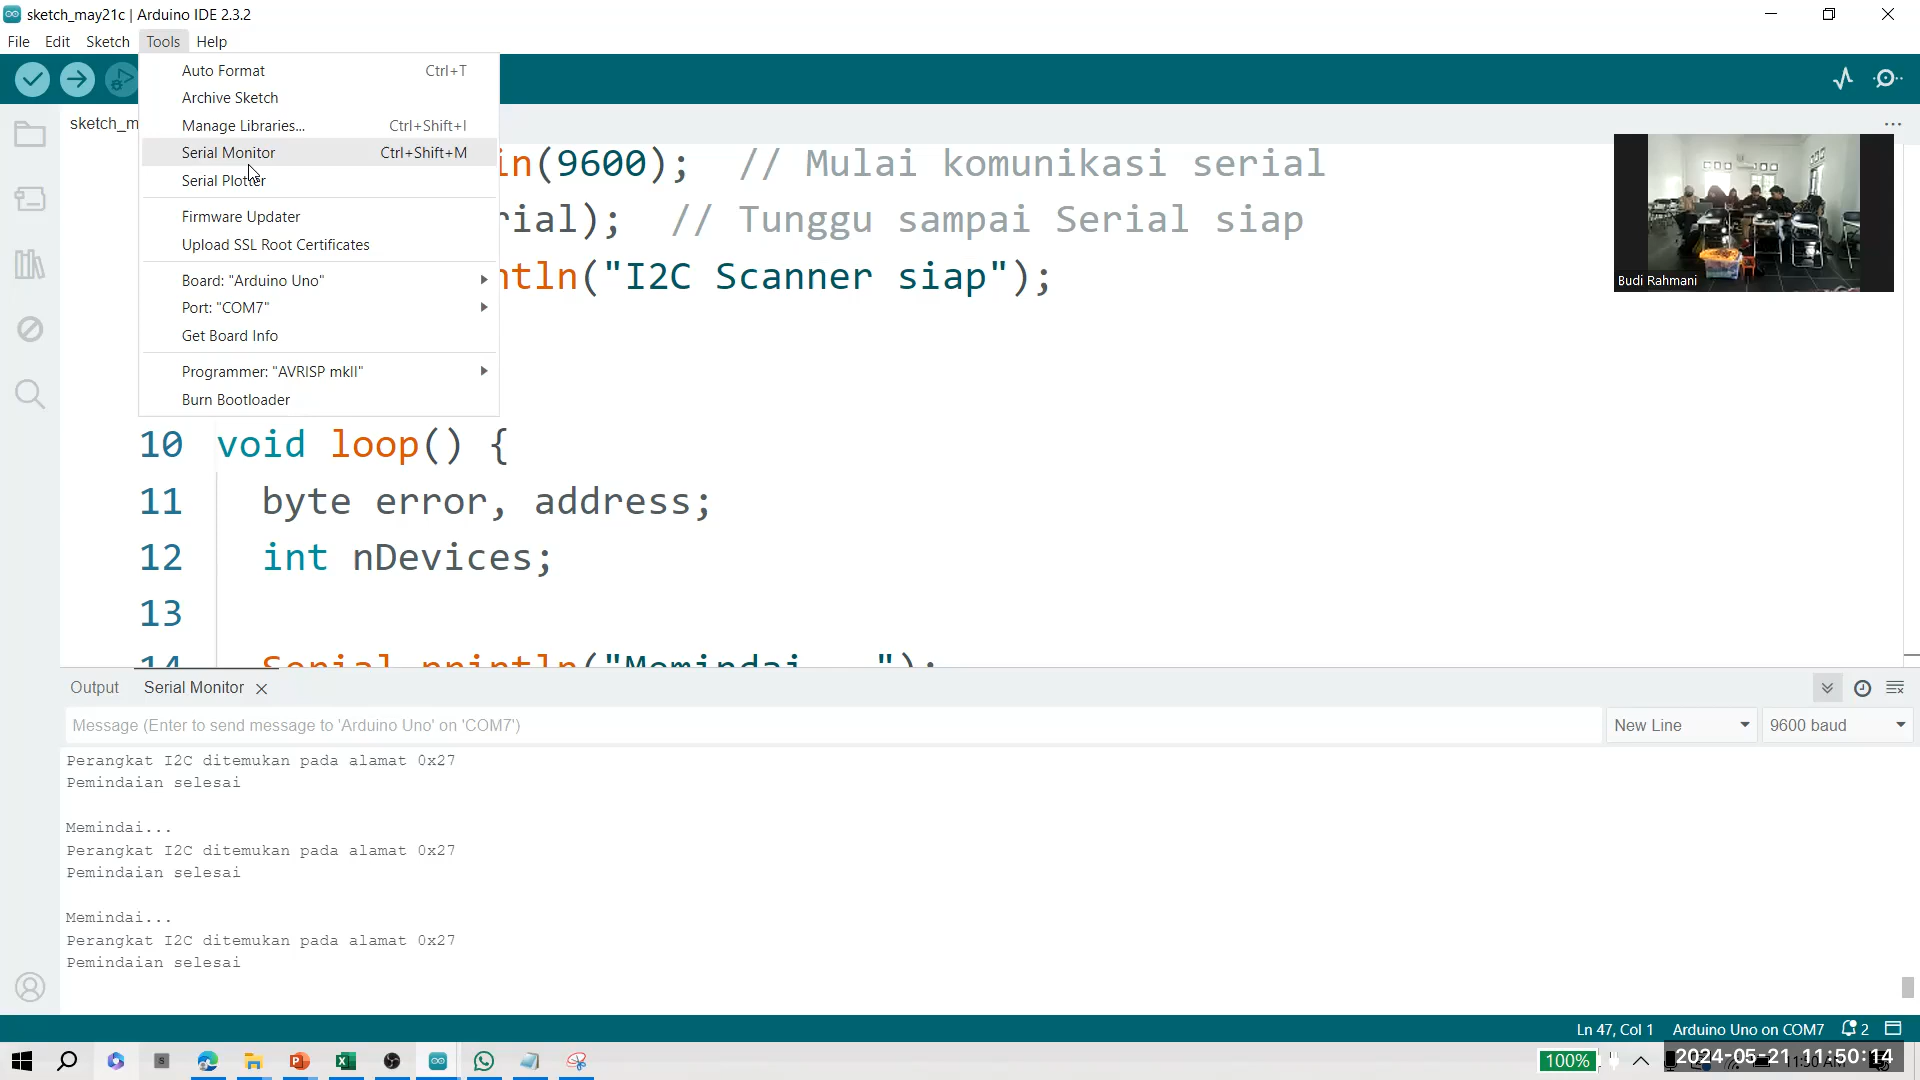 sketch_may21c | Arduino IDE 2.3.2
File Edit Sketch Tools Help
Auto Format Ctrl+T
Archive Sketch
Manage Libraries... Ctrl+Shift+I
Serial Monitor Ctrl+Shift+M
Serial Plotter
Firmware Updater
Upload SSL Root Certificates
Board: "Arduino Uno"
Port: "COM7"
Get Board Info
Programmer: "AVRISP mkII"
Burn Bootloader
sketch_m
in(9600); // Mulai komunikasi serial
rial); // Tunggu sampai Serial siap
ntln("I2C Scanner siap");
10 void loop() {
11 byte error, address;
12 int nDevices;
13
14 Serial.println("Memindai...");
Budi Rahmani
Output Serial Monitor
Message (Enter to send message to 'Arduino Uno' on 'COM7')
New Line 9600 baud
Perangkat I2C ditemukan pada alamat 0x27
Pemindaian selesai
Memindai...
Perangkat I2C ditemukan pada alamat 0x27
Pemindaian selesai
Memindai...
Perangkat I2C ditemukan pada alamat 0x27
Pemindaian selesai
Ln 47, Col 1 Arduino Uno on COM7 2
100% 2024-05-21 11:50:14